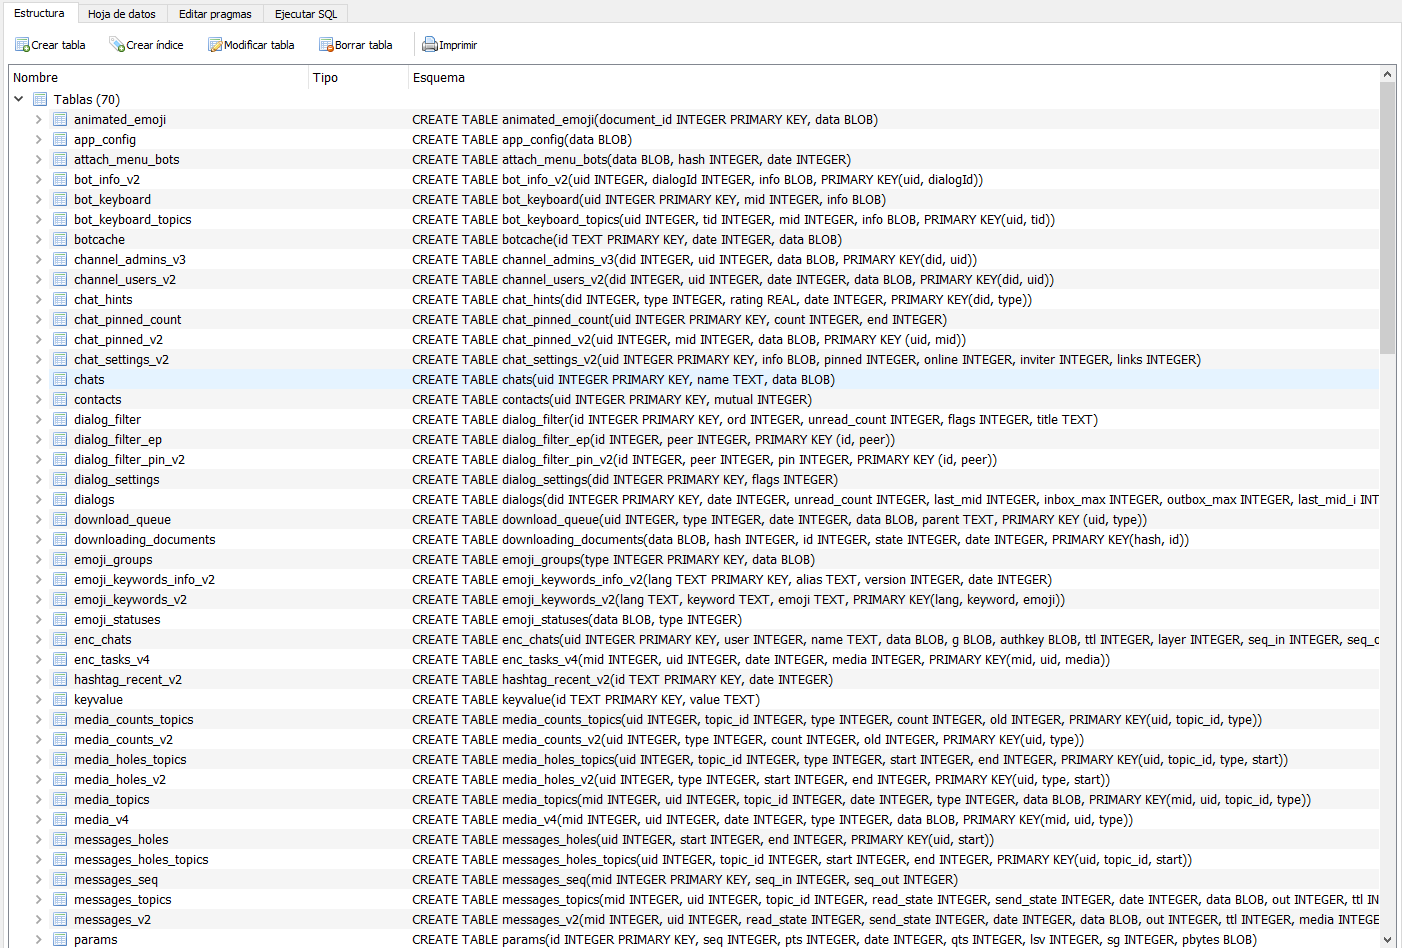 Estructura Hoja de datos Editar pragmas Ejecutar SQL
Crear tabla Crear índice Modificar tabla Borrar tabla Imprimir
Nombre Tipo Esquema
Tablas (70)
animated_emoji CREATE TABLE animated_emoji(document_id INTEGER PRIMARY KEY, data BLOB)
app_config CREATE TABLE app_config(data BLOB)
attach_menu_bots CREATE TABLE attach_menu_bots(data BLOB, hash INTEGER, date INTEGER)
bot_info_v2 CREATE TABLE bot_info_v2(uid INTEGER, dialogId INTEGER, info BLOB, PRIMARY KEY(uid, dialogId))
bot_keyboard CREATE TABLE bot_keyboard(uid INTEGER PRIMARY KEY, mid INTEGER, info BLOB)
bot_keyboard_topics CREATE TABLE bot_keyboard_topics(uid INTEGER, tid INTEGER, mid INTEGER, info BLOB, PRIMARY KEY(uid, tid))
botcache CREATE TABLE botcache(id TEXT PRIMARY KEY, date INTEGER, data BLOB)
channel_admins_v3 CREATE TABLE channel_admins_v3(did INTEGER, uid INTEGER, data BLOB, PRIMARY KEY(did, uid))
channel_users_v2 CREATE TABLE channel_users_v2(did INTEGER, uid INTEGER, date INTEGER, data BLOB, PRIMARY KEY(did, uid))
chat_hints CREATE TABLE chat_hints(did INTEGER, type INTEGER, rating REAL, date INTEGER, PRIMARY KEY(did, type))
chat_pinned_count CREATE TABLE chat_pinned_count(uid INTEGER PRIMARY KEY, count INTEGER, end INTEGER)
chat_pinned_v2 CREATE TABLE chat_pinned_v2(uid INTEGER, mid INTEGER, data BLOB, PRIMARY KEY (uid, mid))
chat_settings_v2 CREATE TABLE chat_settings_v2(uid INTEGER PRIMARY KEY, info BLOB, pinned INTEGER, online INTEGER, inviter INTEGER, links INTEGER)
chats CREATE TABLE chats(uid INTEGER PRIMARY KEY, name TEXT, data BLOB)
contacts CREATE TABLE contacts(uid INTEGER PRIMARY KEY, mutual INTEGER)
dialog_filter CREATE TABLE dialog_filter(id INTEGER PRIMARY KEY, ord INTEGER, unread_count INTEGER, flags INTEGER, title TEXT)
dialog_filter_ep CREATE TABLE dialog_filter_ep(id INTEGER, peer INTEGER, PRIMARY KEY (id, peer))
dialog_filter_pin_v2 CREATE TABLE dialog_filter_pin_v2(id INTEGER, peer INTEGER, pin INTEGER, PRIMARY KEY (id, peer))
dialog_settings CREATE TABLE dialog_settings(did INTEGER PRIMARY KEY, flags INTEGER)
dialogs CREATE TABLE dialogs(did INTEGER PRIMARY KEY, date INTEGER, unread_count INTEGER, last_mid INTEGER, inbox_max INTEGER, outbox_max INTEGER, last_mid_i INT
download_queue CREATE TABLE download_queue(uid INTEGER, type INTEGER, date INTEGER, data BLOB, parent TEXT, PRIMARY KEY (uid, type))
downloading_documents CREATE TABLE downloading_documents(data BLOB, hash INTEGER, id INTEGER, state INTEGER, date INTEGER, PRIMARY KEY(hash, id))
emoji_groups CREATE TABLE emoji_groups(type INTEGER PRIMARY KEY, data BLOB)
emoji_keywords_info_v2 CREATE TABLE emoji_keywords_info_v2(lang TEXT PRIMARY KEY, alias TEXT, version INTEGER, date INTEGER)
emoji_keywords_v2 CREATE TABLE emoji_keywords_v2(lang TEXT, keyword TEXT, emoji TEXT, PRIMARY KEY(lang, keyword, emoji))
emoji_statuses CREATE TABLE emoji_statuses(data BLOB, type INTEGER)
enc_chats CREATE TABLE enc_chats(uid INTEGER PRIMARY KEY, user INTEGER, name TEXT, data BLOB, g BLOB, authkey BLOB, ttl INTEGER, layer INTEGER, seq_in INTEGER, seq_o
enc_tasks_v4 CREATE TABLE enc_tasks_v4(mid INTEGER, uid INTEGER, date INTEGER, media INTEGER, PRIMARY KEY(mid, uid, media))
hashtag_recent_v2 CREATE TABLE hashtag_recent_v2(id TEXT PRIMARY KEY, date INTEGER)
keyvalue CREATE TABLE keyvalue(id TEXT PRIMARY KEY, value TEXT)
media_counts_topics CREATE TABLE media_counts_topics(uid INTEGER, topic_id INTEGER, type INTEGER, count INTEGER, old INTEGER, PRIMARY KEY(uid, topic_id, type))
media_counts_v2 CREATE TABLE media_counts_v2(uid INTEGER, type INTEGER, count INTEGER, old INTEGER, PRIMARY KEY(uid, type))
media_holes_topics CREATE TABLE media_holes_topics(uid INTEGER, topic_id INTEGER, type INTEGER, start INTEGER, end INTEGER, PRIMARY KEY(uid, topic_id, type, start))
media_holes_v2 CREATE TABLE media_holes_v2(uid INTEGER, type INTEGER, start INTEGER, end INTEGER, PRIMARY KEY(uid, type, start))
media_topics CREATE TABLE media_topics(mid INTEGER, uid INTEGER, topic_id INTEGER, date INTEGER, type INTEGER, data BLOB, PRIMARY KEY(mid, uid, topic_id, type))
media_v4 CREATE TABLE media_v4(mid INTEGER, uid INTEGER, date INTEGER, type INTEGER, data BLOB, PRIMARY KEY(mid, uid, type))
messages_holes CREATE TABLE messages_holes(uid INTEGER, start INTEGER, end INTEGER, PRIMARY KEY(uid, start))
messages_holes_topics CREATE TABLE messages_holes_topics(uid INTEGER, topic_id INTEGER, start INTEGER, end INTEGER, PRIMARY KEY(uid, topic_id, start))
messages_seq CREATE TABLE messages_seq(mid INTEGER PRIMARY KEY, seq_in INTEGER, seq_out INTEGER)
messages_topics CREATE TABLE messages_topics(mid INTEGER, uid INTEGER, topic_id INTEGER, read_state INTEGER, send_state INTEGER, date INTEGER, data BLOB, out INTEGER, ttl IN
messages_v2 CREATE TABLE messages_v2(mid INTEGER, uid INTEGER, read_state INTEGER, send_state INTEGER, date INTEGER, data BLOB, out INTEGER, ttl INTEGER, media INTEGE
params CREATE TABLE params(id INTEGER PRIMARY KEY, seq INTEGER, pts INTEGER, date INTEGER, qts INTEGER, lsv INTEGER, sg INTEGER, pbytes BLOB)